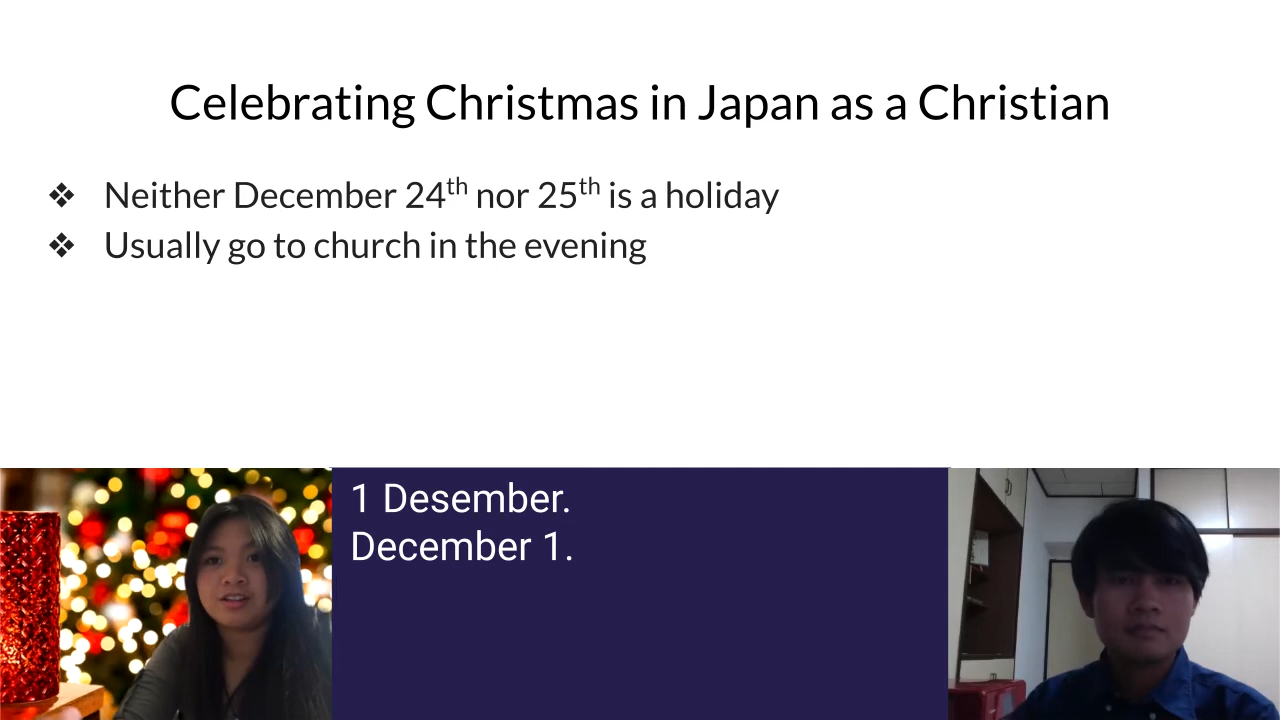 Celebrating Christmas in Japan as a Christian
❖ Neither December 24th nor 25th is a holiday
❖ Usually go to church in the evening
1 Desember.
December 1.